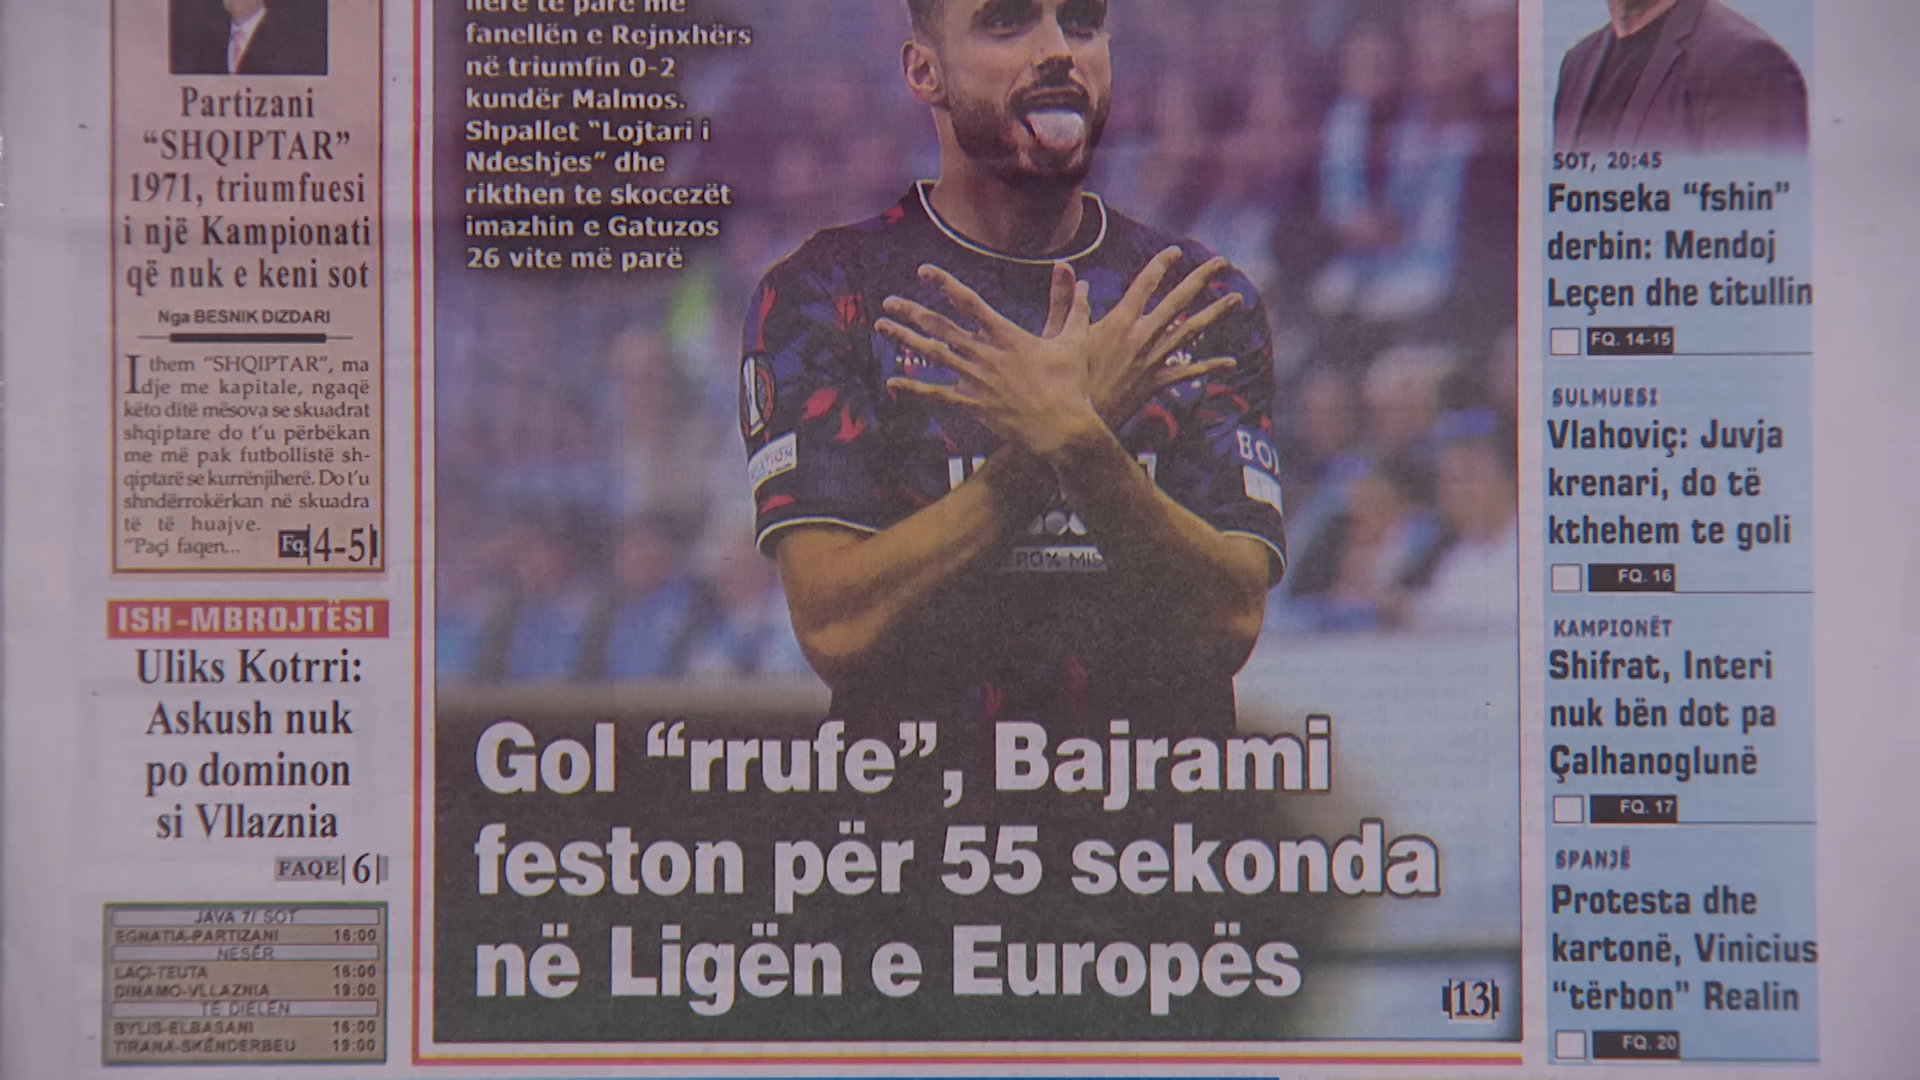 Partizani
“SHQIPTAR”
1971, triumfuesi
i një Kampionati
që nuk e keni sot
Nga BESNIK DIZDARI
I them “SHQIPTAR”, ma
dje me kapitale, ngaqë
këto ditë mësova se skuadrat
shqiptare do t’u përbëkan
me më pak futbollistë sh-
qiptarë se kurrënjiherë. Do t’u
shndërrokërkan në skuadra
të të huajve.
“Paçi faqen...
Fq. 4-5
ISH-MBROJTËSI
Uliks Kotrri:
Askush nuk
po dominon
si Vllaznia
FAQE 6
JAVA 7/ SOT
EGNATIA-PARTIZANI 16:00
NESËR
LAÇI-TEUTA 16:00
DINAMO-VLLAZNIA 19:00
TË DIELËN
BYLIS-ELBASANI 16:00
TIRANA-SKËNDERBEU 19:00
herë të parë me
fanellën e Rejnxhërs
në triumfin 0-2
kundër Malmos.
Shpallet “Lojtari i
Ndeshjes” dhe
rikthen te skocezët
imazhin e Gatuzos
26 vite më parë
Gol “rrufe”, Bajrami
feston për 55 sekonda
në Ligën e Europës
13
SOT, 20:45
Fonseka “fshin”
derbin: Mendoj
Leçen dhe titullin
FQ. 14-15
SULMUESI
Vlahoviç: Juvja
krenari, do të
kthehem te goli
FQ. 16
KAMPIONËT
Shifrat, Interi
nuk bën dot pa
Çalhanoglunë
FQ. 17
SPANJË
Protesta dhe
kartonë, Vinicius
“tërbon” Realin
FQ. 20